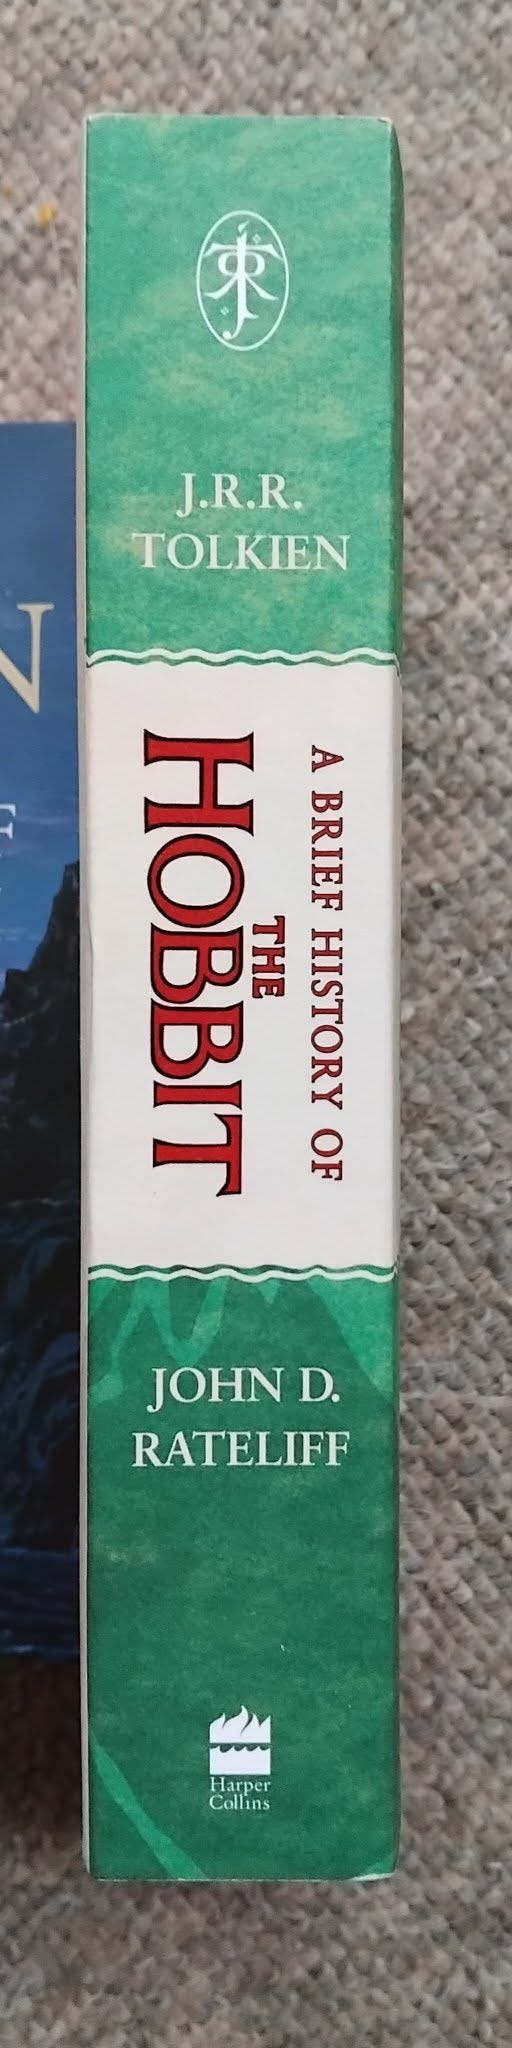 J.R.R.
TOLKIEN
A BRIEF HISTORY OF
THE
HOBBIT
JOHN D.
RATELIFF
Harper
Collins
N
F